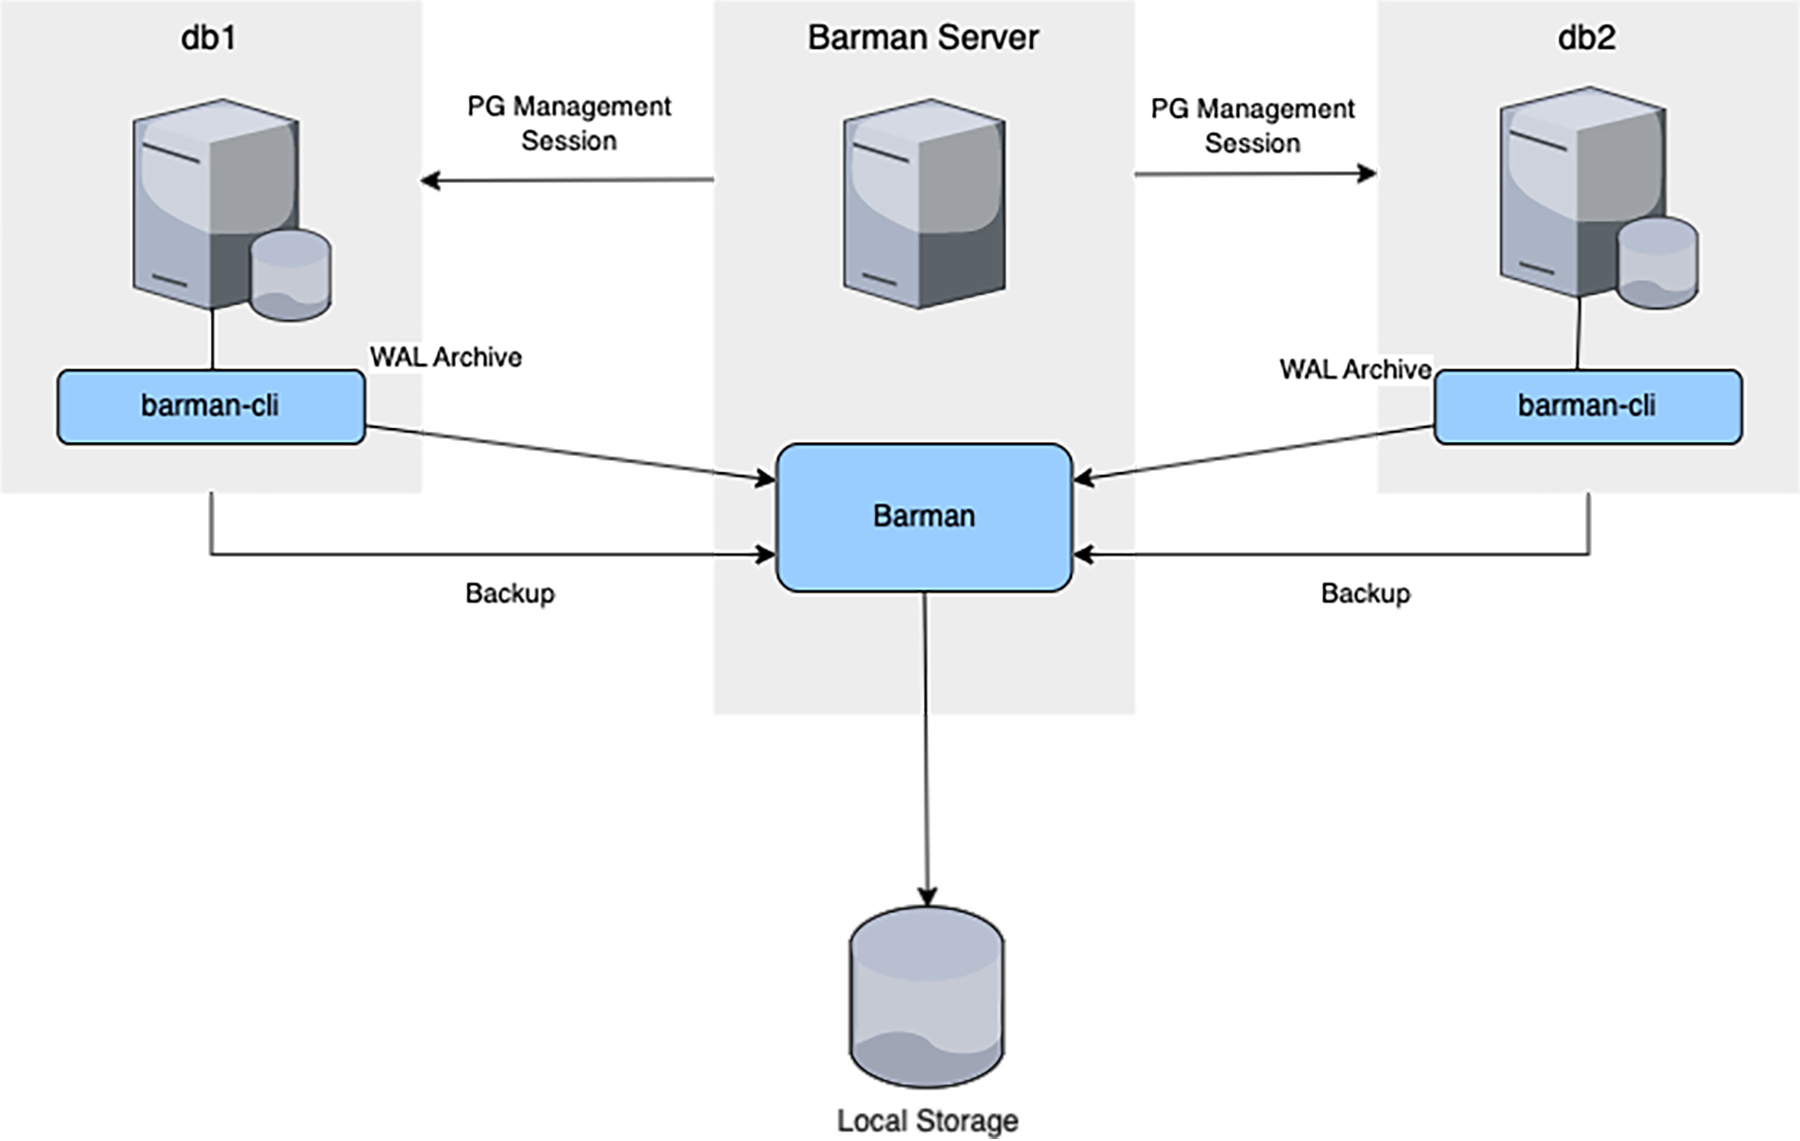 db1
Barman Server
db2
PG Management
Session
PG Management
Session
WAL Archive
WAL Archive
barman-cli
barman-cli
Barman
Backup
Backup
Local Storage